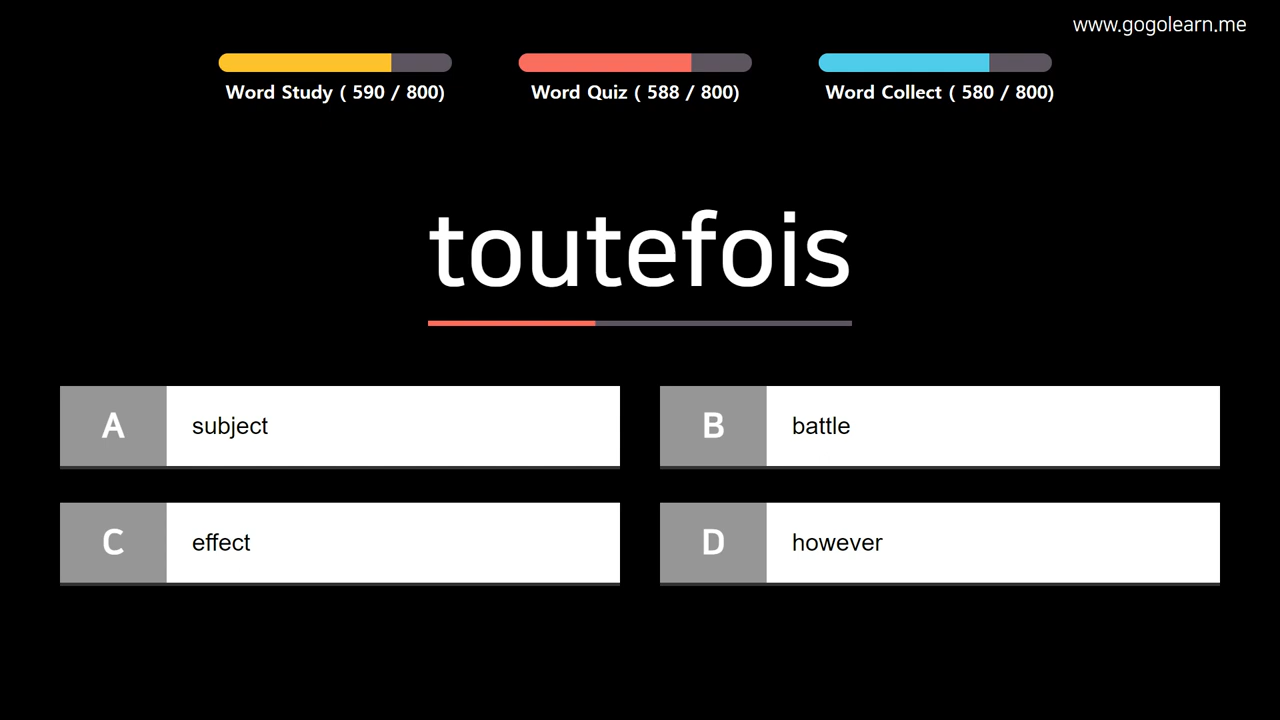 www.gogolearn.me
Word Study ( 590 / 800)
Word Quiz ( 588 / 800)
Word Collect ( 580 / 800)
toutefois
A subject
B battle
C effect
D however